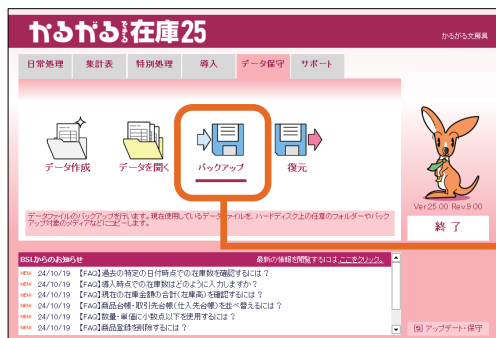 かるがるできる在庫25
かるがる文房具
日常処理 集計表 特別処理 導入 データ保守 サポート
データ作成 データを開く バックアップ 復元
データファイルのバックアップを行います。現在使用しているデータファイルを、ハードディスク上の任意のフォルダーやバックアップ対象のメディアなどにコピーします。
Ver.25.00 Rev.9.00
終了
BSLからのお知らせ 最新の情報を閲覧するには、ここをクリック。
NEW 24/10/19 【FAQ】過去の特定の日付時点での在庫数を確認するには？
NEW 24/10/19 【FAQ】導入時点での在庫数はどのように入力しますか？
NEW 24/10/19 【FAQ】現在の在庫金額の合計(在庫高)を確認するには？
NEW 24/10/19 【FAQ】商品台帳・取引先台帳(仕入先台帳)を並べ替えるには？
NEW 24/10/19 【FAQ】数量・単価に小数点以下を使用するには？
NEW 24/10/19 【FAQ】商品登録を削除するには？
アップデート・保守